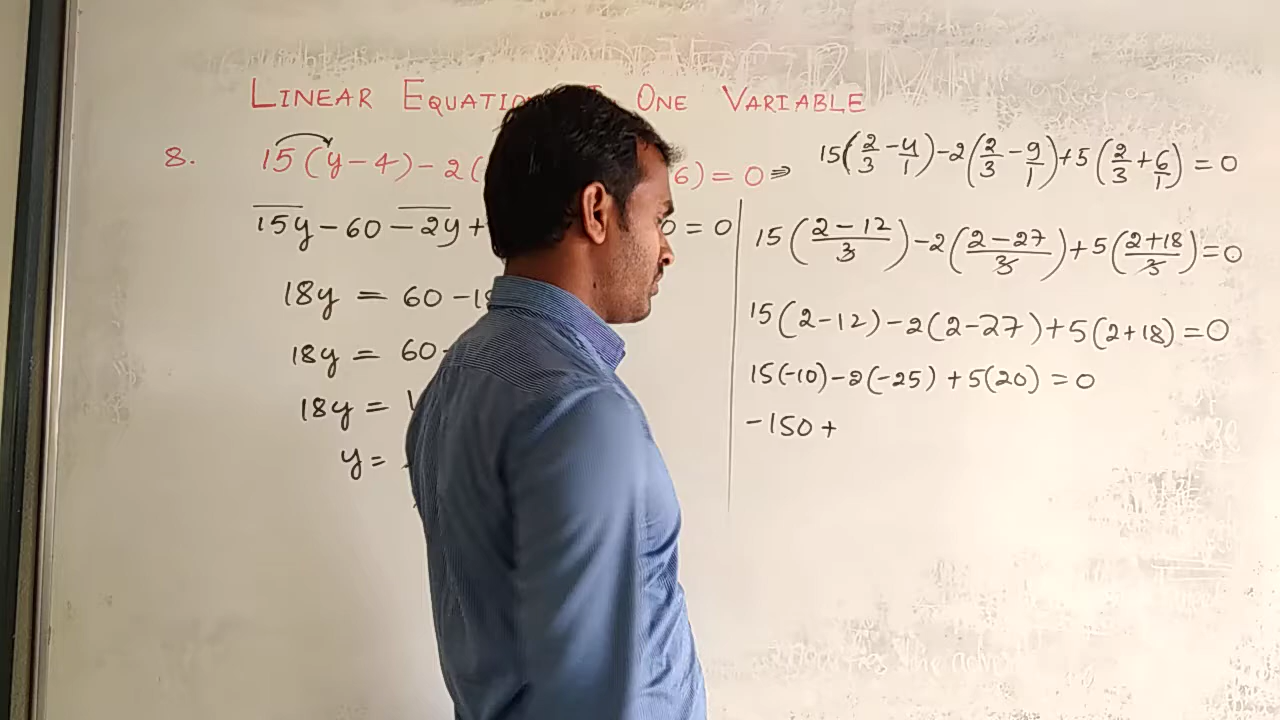 LINEAR EQUATION ONE VARIABLE
8. 15(y-4)-2( 6)=0 ⇒
15y-60-2y+ 0=0
18y = 60-18
18y = 60-
18y =
y =
15(2/3-4/1)-2(2/3-9/1)+5(2/3+6/1)=0
15((2-12)/3)-2((2-27)/3)+5((2+18)/3)=0
15(2-12)-2(2-27)+5(2+18)=0
15(-10)-2(-25)+5(20)=0
-150+